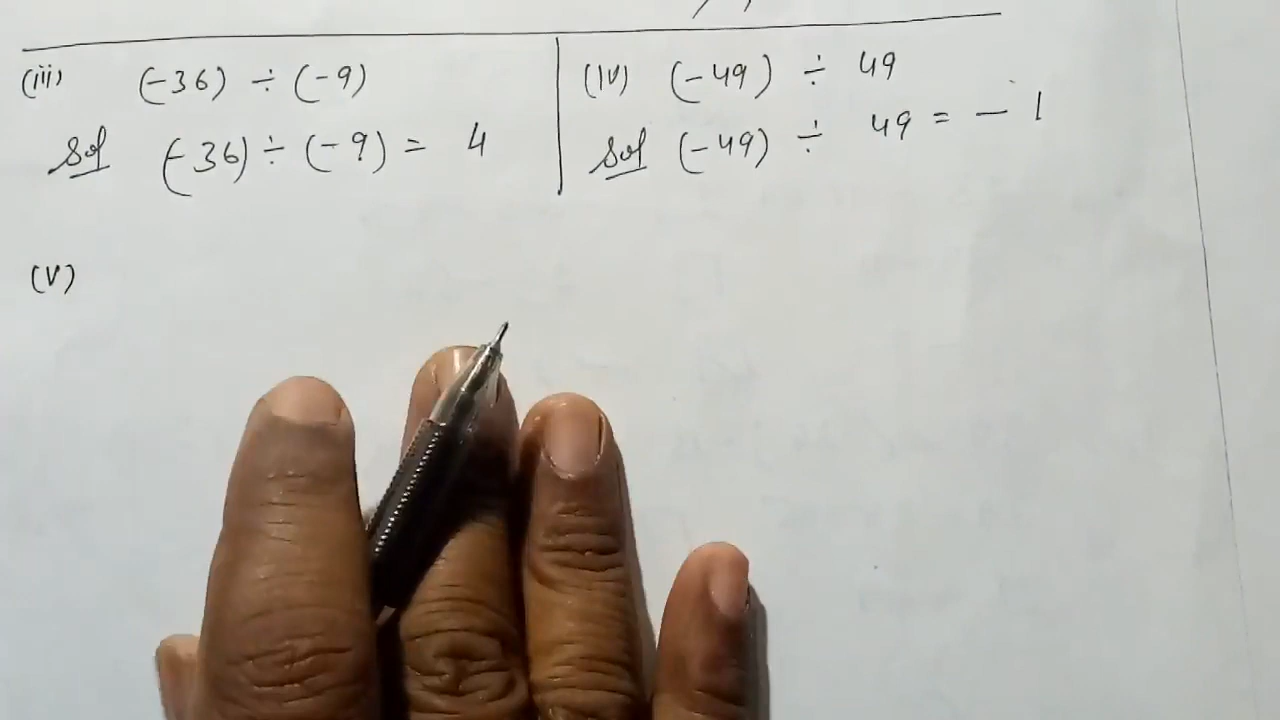 (iii) (-36) ÷ (-9)
Sol (-36) ÷ (-9) = 4
(IV) (-49) ÷ 49
Sol (-49) ÷ 49 = - 1
(V)